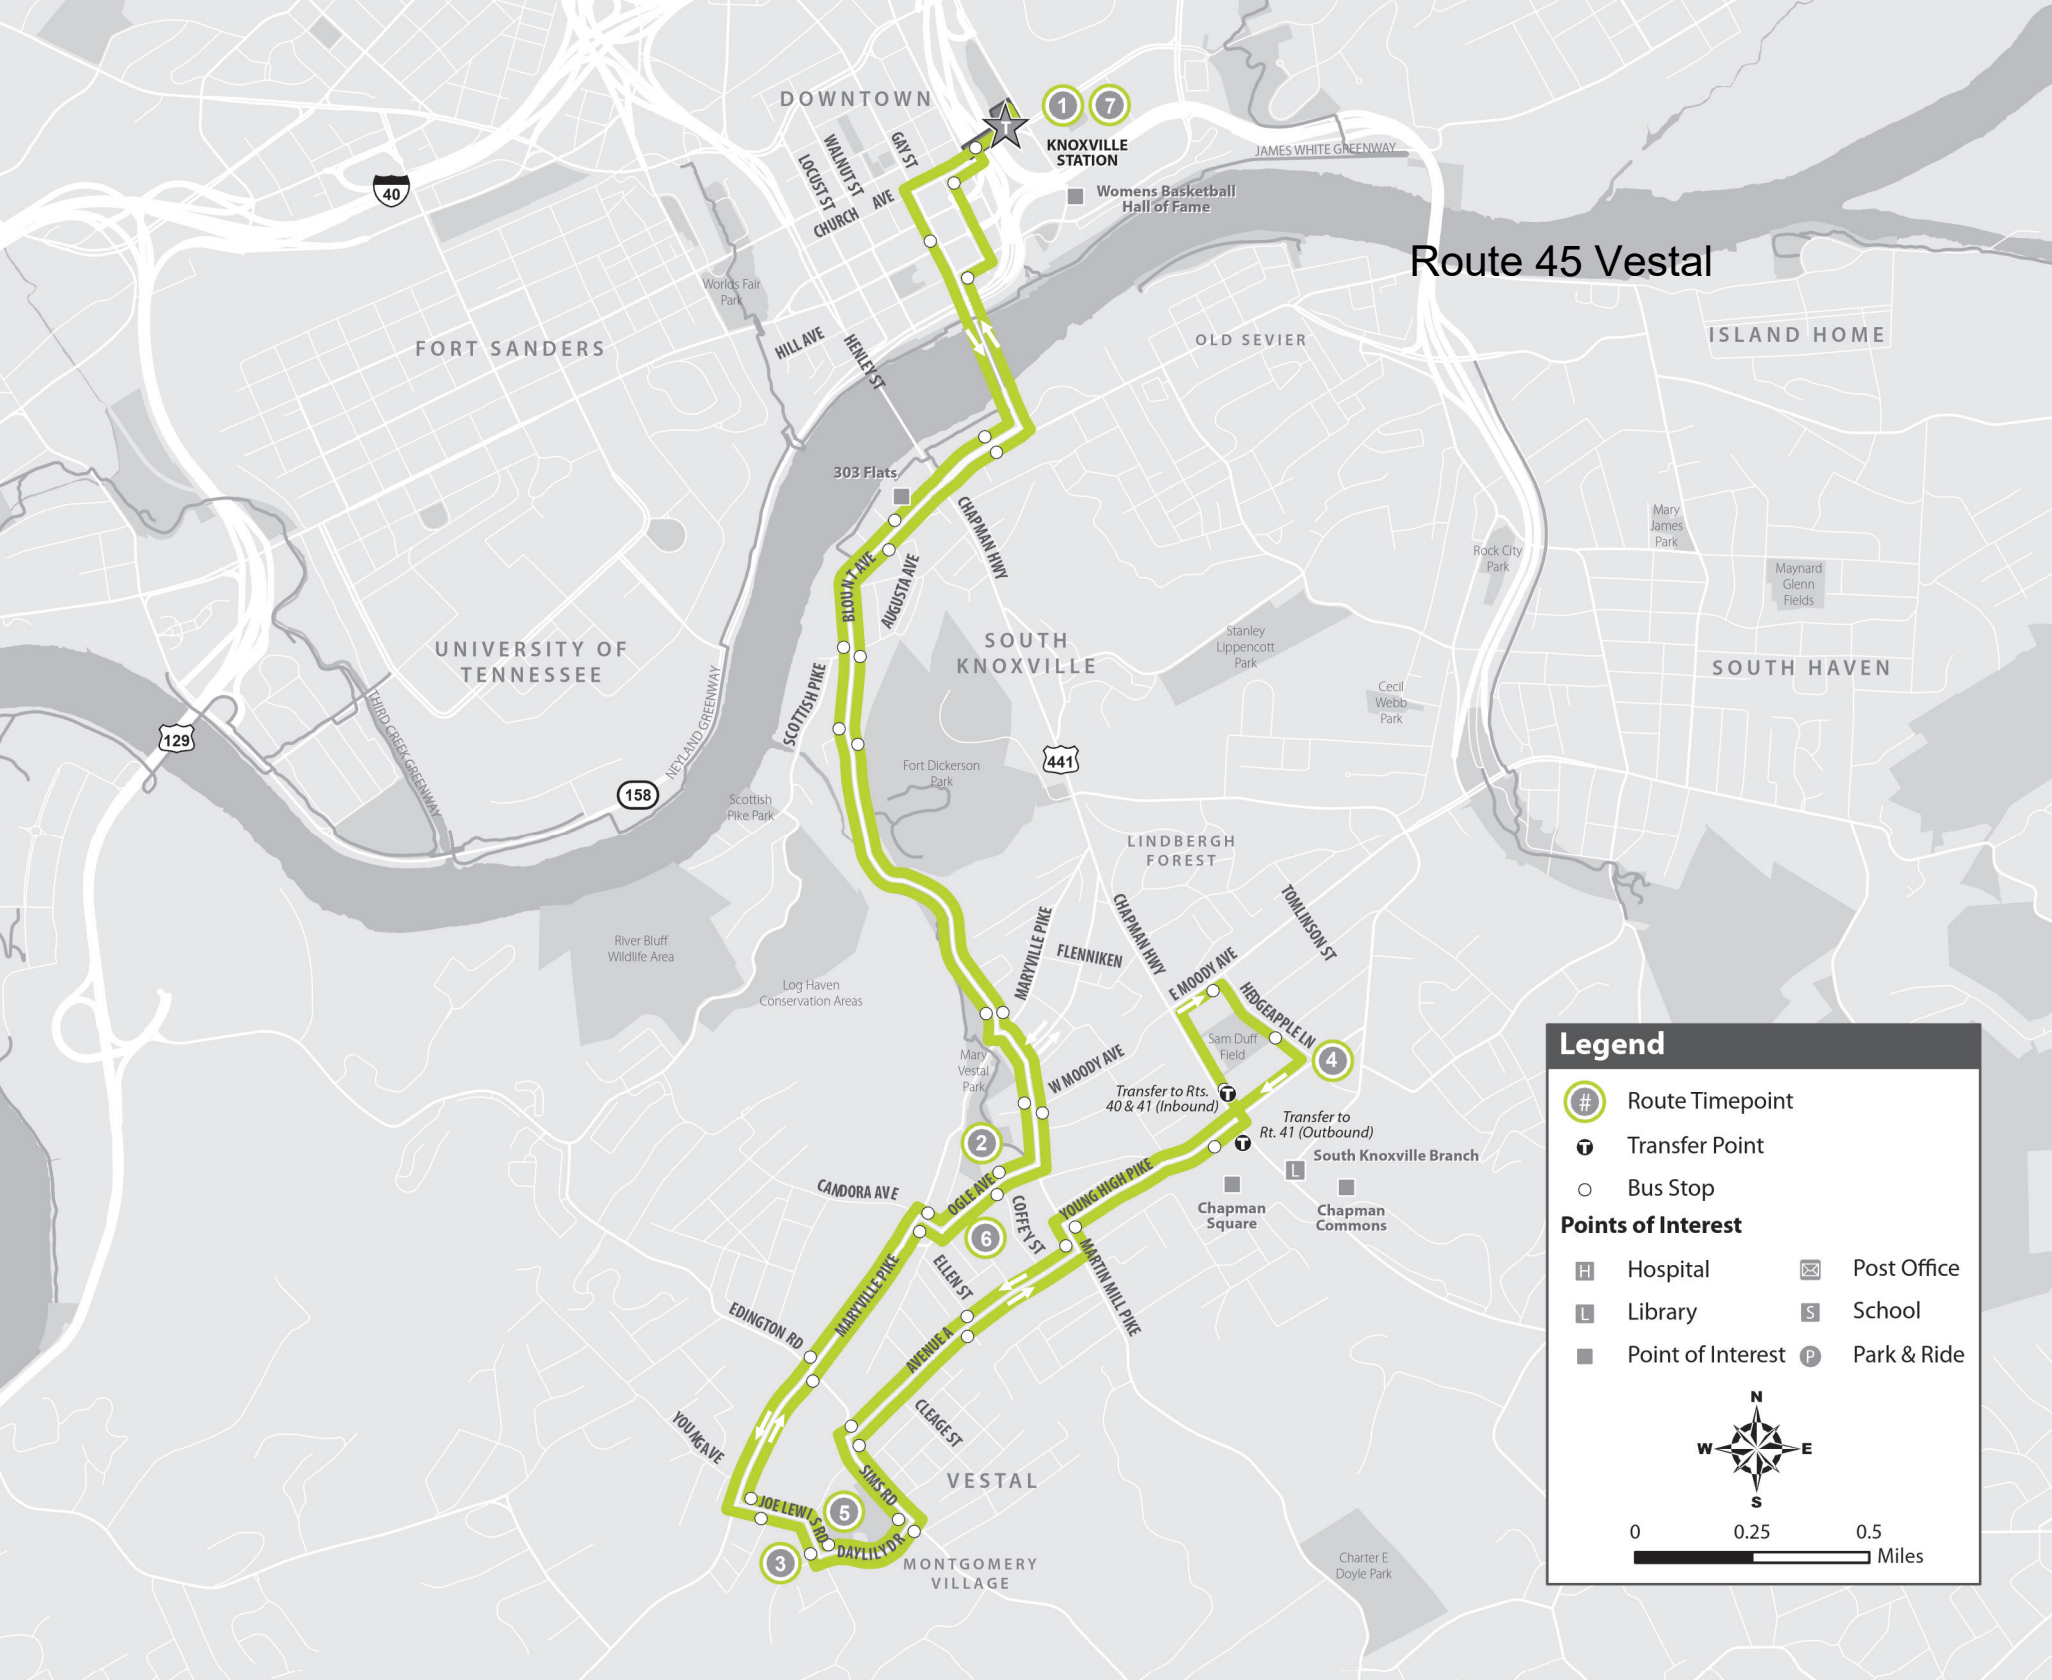 DOWNTOWN
1
7
KNOXVILLE
STATION
T
GAY ST
WALNUT ST
LOCUST ST
CHURCH AVE
JAMES WHITE GREENWAY
40
Womens Basketball
Hall of Fame
Route 45 Vestal
Worlds Fair
Park
HILL AVE
HENLEY ST
FORT SANDERS
OLD SEVIER
ISLAND HOME
303 Flats
CHAPMAN HWY
BLOUNT AVE
AUGUSTA AVE
Mary
James
Park
Rock City
Park
Maynard
Glenn
Fields
UNIVERSITY OF
TENNESSEE
SOUTH
KNOXVILLE
Stanley
Lippencott
Park
SOUTH HAVEN
Cecil
Webb
Park
SCOTTISH PIKE
THIRD CREEK GREENWAY
NEYLAND GREENWAY
129
441
158
Fort Dickerson
Park
Scottish
Pike Park
LINDBERGH
FOREST
TOMLINSON ST
CHAPMAN HWY
MARYVILLE PIKE
FLENNIKEN
River Bluff
Wildlife Area
Log Haven
Conservation Areas
E MOODY AVE
HEDGEAPPLE LN
Sam Duff
Field
4
Mary
Vestal
Park
W MOODY AVE
Transfer to Rts.
40 & 41 (Inbound)
T
Transfer to
Rt. 41 (Outbound)
T
2
South Knoxville Branch
L
CANDORA AVE
OGLE AVE
COFFEY ST
YOUNG HIGH PIKE
Chapman
Square
Chapman
Commons
6
ELLEN ST
MARTIN MILL PIKE
MARYVILLE PIKE
EDINGTON RD
AVENUE A
CLEAGE ST
YOUNG AVE
SIMS RD
VESTAL
JOE LEWIS RD
5
3
DAYLILY DR
MONTGOMERY
VILLAGE
Charter E
Doyle Park
Legend
# Route Timepoint
T Transfer Point
Bus Stop
Points of Interest
H Hospital
Post Office
L Library
S School
Point of Interest
P Park & Ride
N
W E
S
0 0.25 0.5
Miles